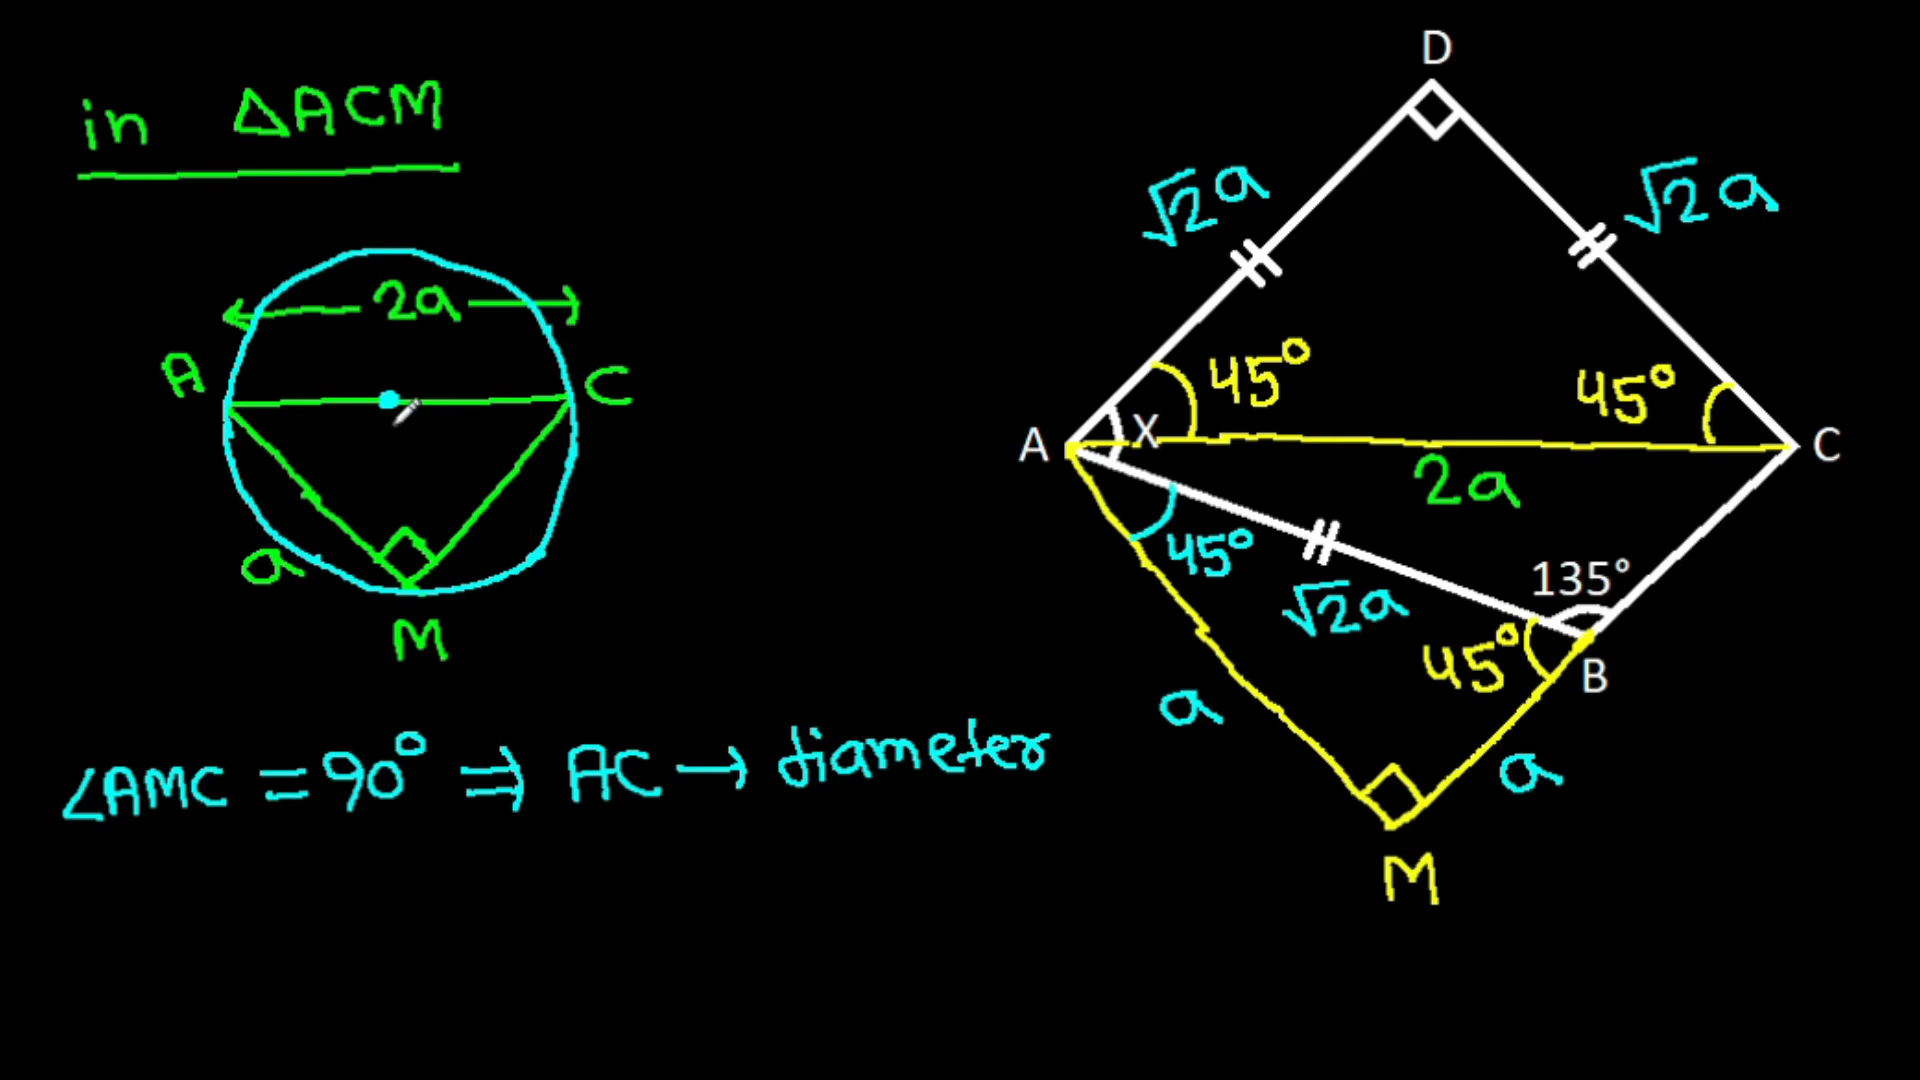 in ΔACM
2a
A
C
a
M
∠AMC = 90° ⇒ AC → diameter
D
√2a
√2a
45°
45°
A
X
C
2a
45°
√2a
135°
45°
B
a
a
M